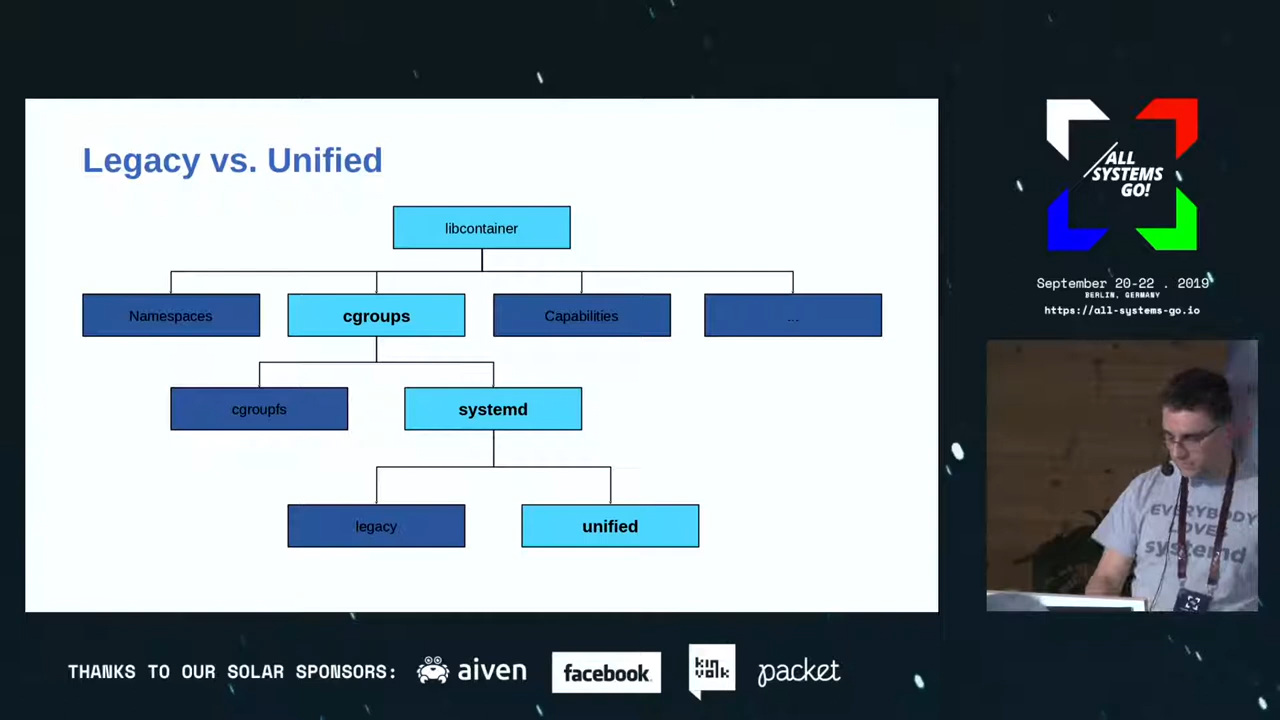 Legacy vs. Unified
libcontainer
Namespaces
cgroups
Capabilities
...
cgroupfs
systemd
legacy
unified
ALL
SYSTEMS
GO!
September 20-22 . 2019
BERLIN, GERMANY
https://all-systems-go.io
EVERYBODY
LOVES
systemd
THANKS TO OUR SOLAR SPONSORS:
aiven
facebook
kinvolk
packet